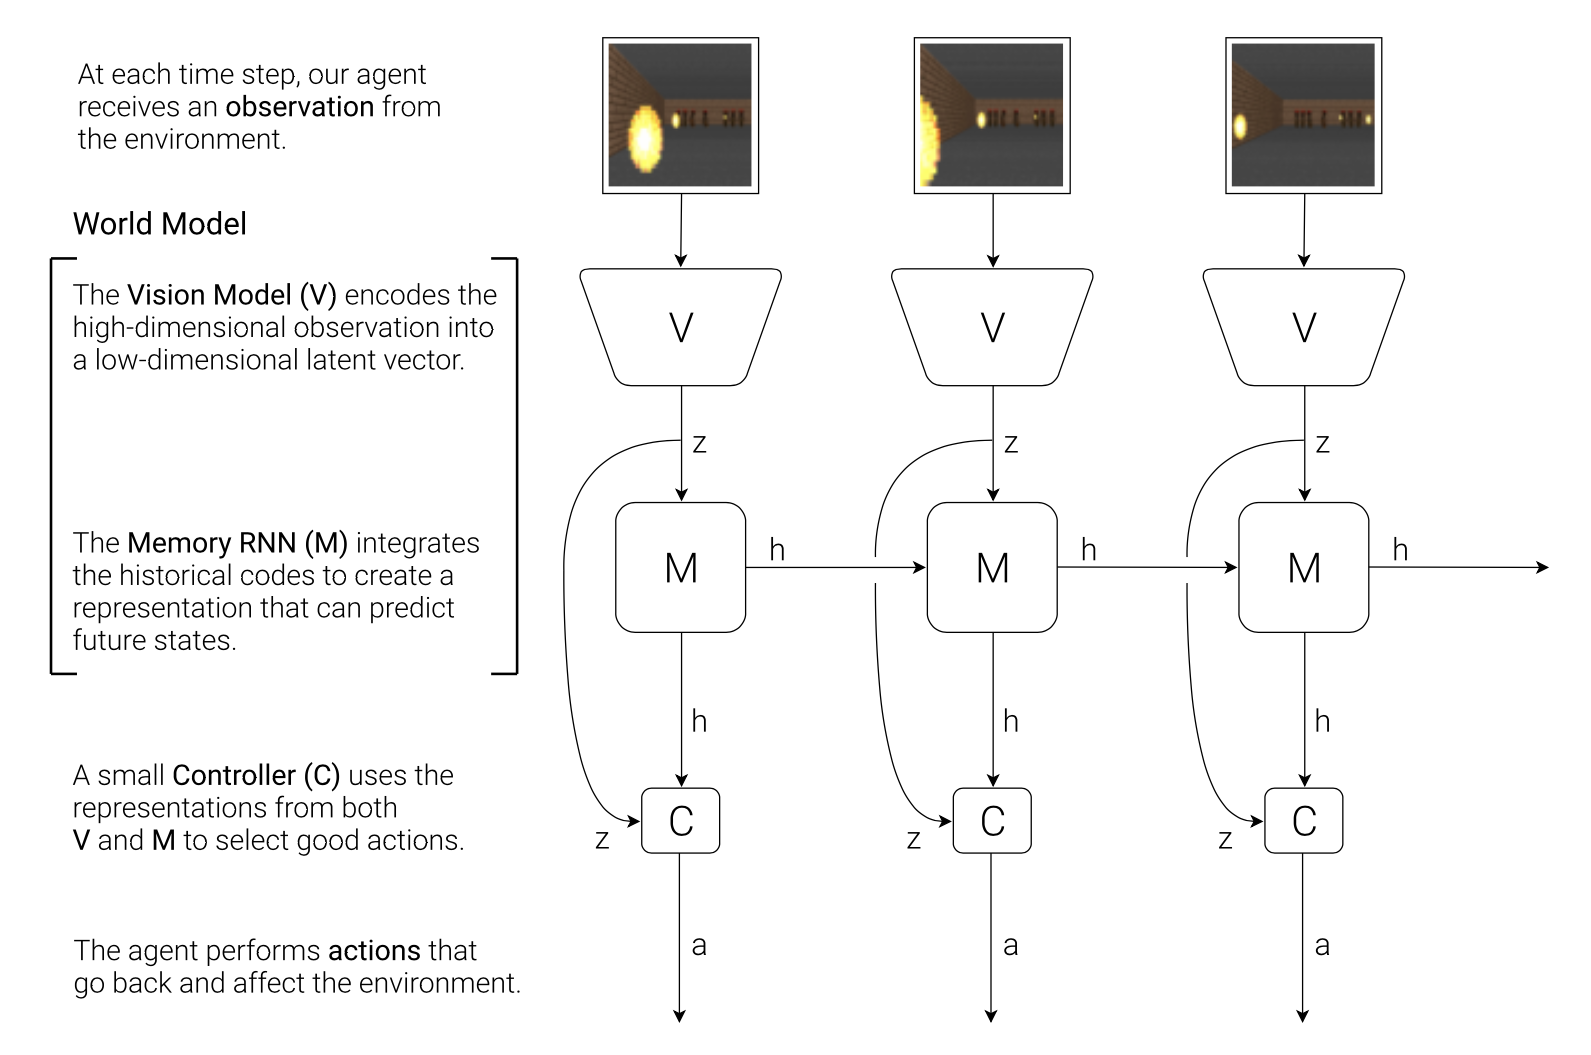 At each time step, our agent
receives an observation from
the environment.
World Model
The Vision Model (V) encodes the
high-dimensional observation into
a low-dimensional latent vector.
The Memory RNN (M) integrates
the historical codes to create a
representation that can predict
future states.
A small Controller (C) uses the
representations from both
V and M to select good actions.
The agent performs actions that
go back and affect the environment.
V V V
z z z
h h h
M M M
h h h
C C C
z z z
a a a